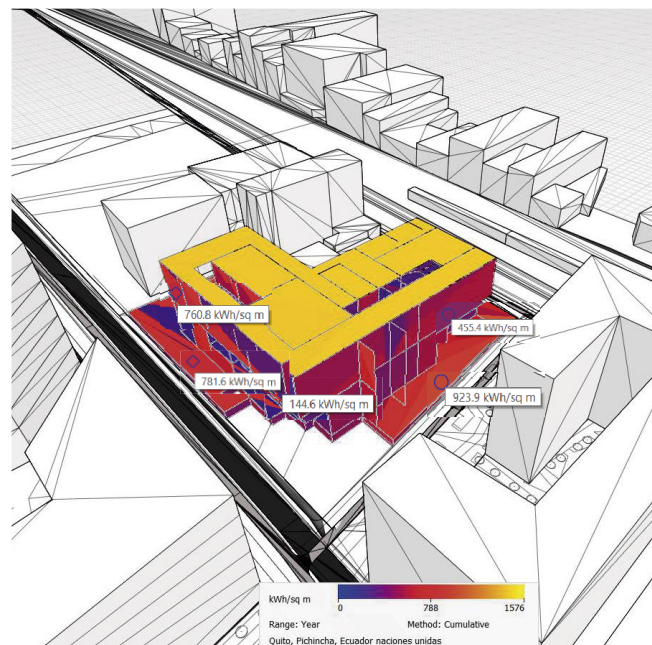 760.8 kWh/sq m
455.4 kWh/sq m
781.6 kWh/sq m
144.6 kWh/sq m
923.9 kWh/sq m
kWh/sq m
0 788 1576
Range: Year Method: Cumulative
Quito, Pichincha, Ecuador naciones unidas